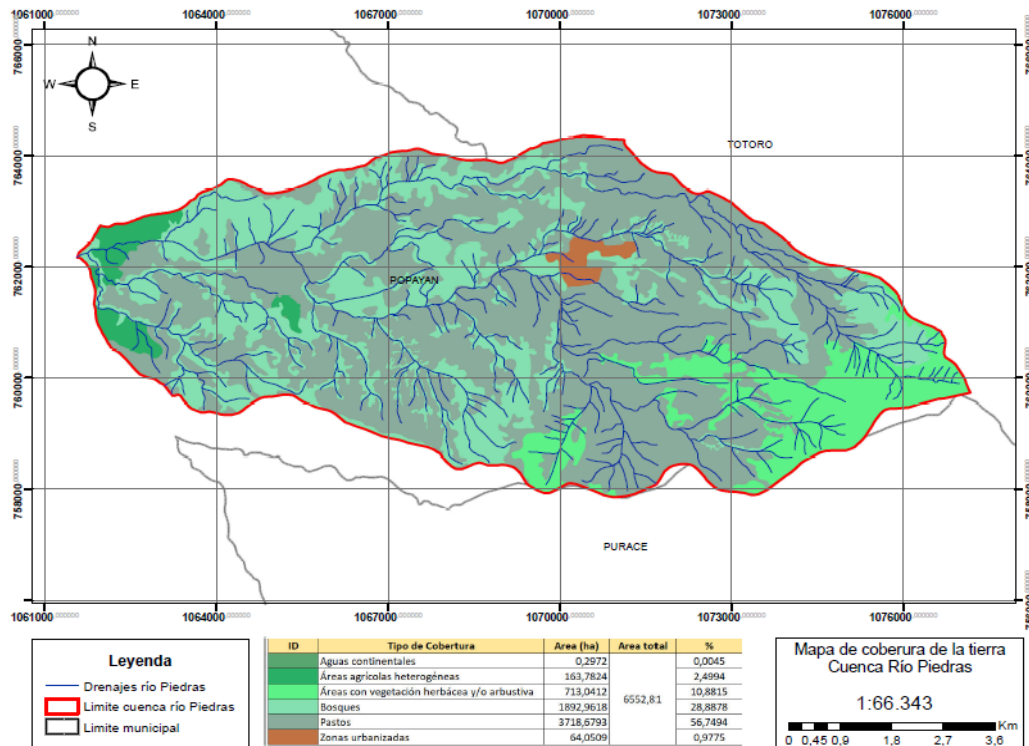 1061000 1064000 1067000 1070000 1073000 1076000
766000
764000
762000
760000
758000
N
W E
S
TOTORO
POPAYAN
PURACE
1061000 1064000 1067000 1070000 1073000 1076000
Leyenda
Drenajes río Piedras
Limite cuenca río Piedras
Limite municipal
ID Tipo de Cobertura Area (ha) Area total %
Aguas continentales 0,2972 0,0045
Áreas agrícolas heterogéneas 163,7824 2,4994
Áreas con vegetación herbácea y/o arbustiva 713,0412 10,8815
6552,81
Bosques 1892,9618 28,8878
Pastos 3718,6793 56,7494
Zonas urbanizadas 64,0509 0,9775
Mapa de coberura de la tierra
Cuenca Río Piedras
1:66.343
Km
0 0,45 0,9 1,8 2,7 3,6